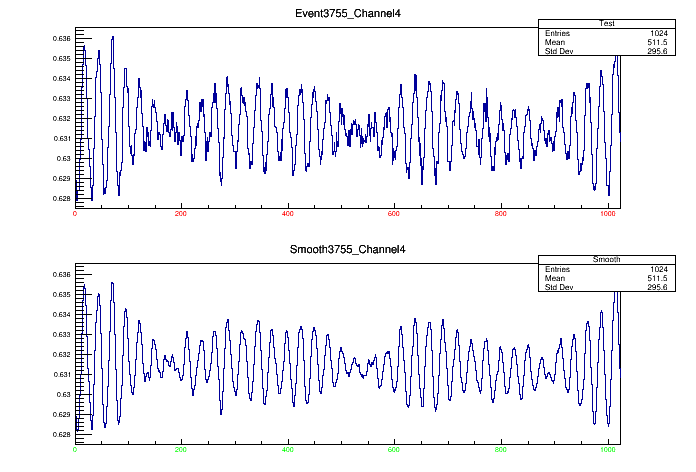 Event3755_Channel4
Test
Entries 1024
Mean 511.5
Std Dev 295.6
0.636
0.635
0.634
0.633
0.632
0.631
0.63
0.629
0.628
0 200 400 600 800 1000
Smooth3755_Channel4
Smooth
Entries 1024
Mean 511.5
Std Dev 295.6
0.636
0.635
0.634
0.633
0.632
0.631
0.63
0.629
0.628
0 200 400 600 800 1000